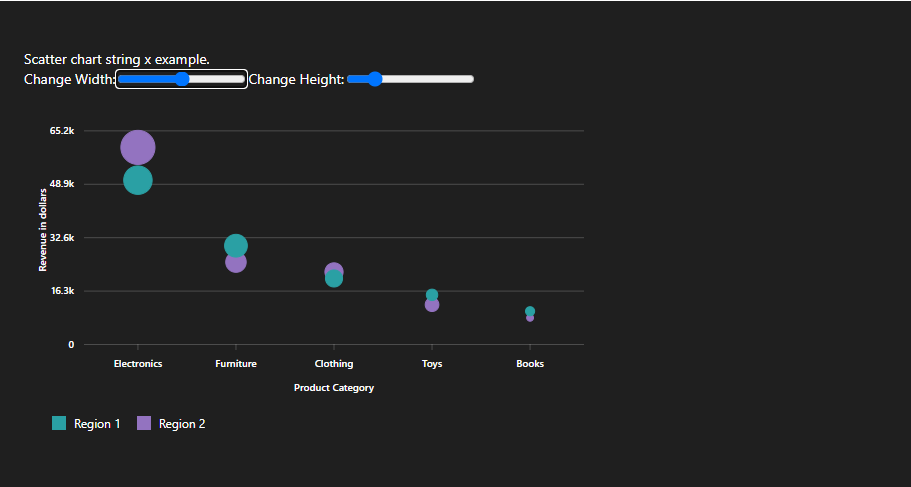 Scatter chart string x example.
Change Width: Change Height:
65.2k
48.9k
32.6k
16.3k
0
Revenue in dollars
Electronics Furniture Clothing Toys Books
Product Category
Region 1 Region 2